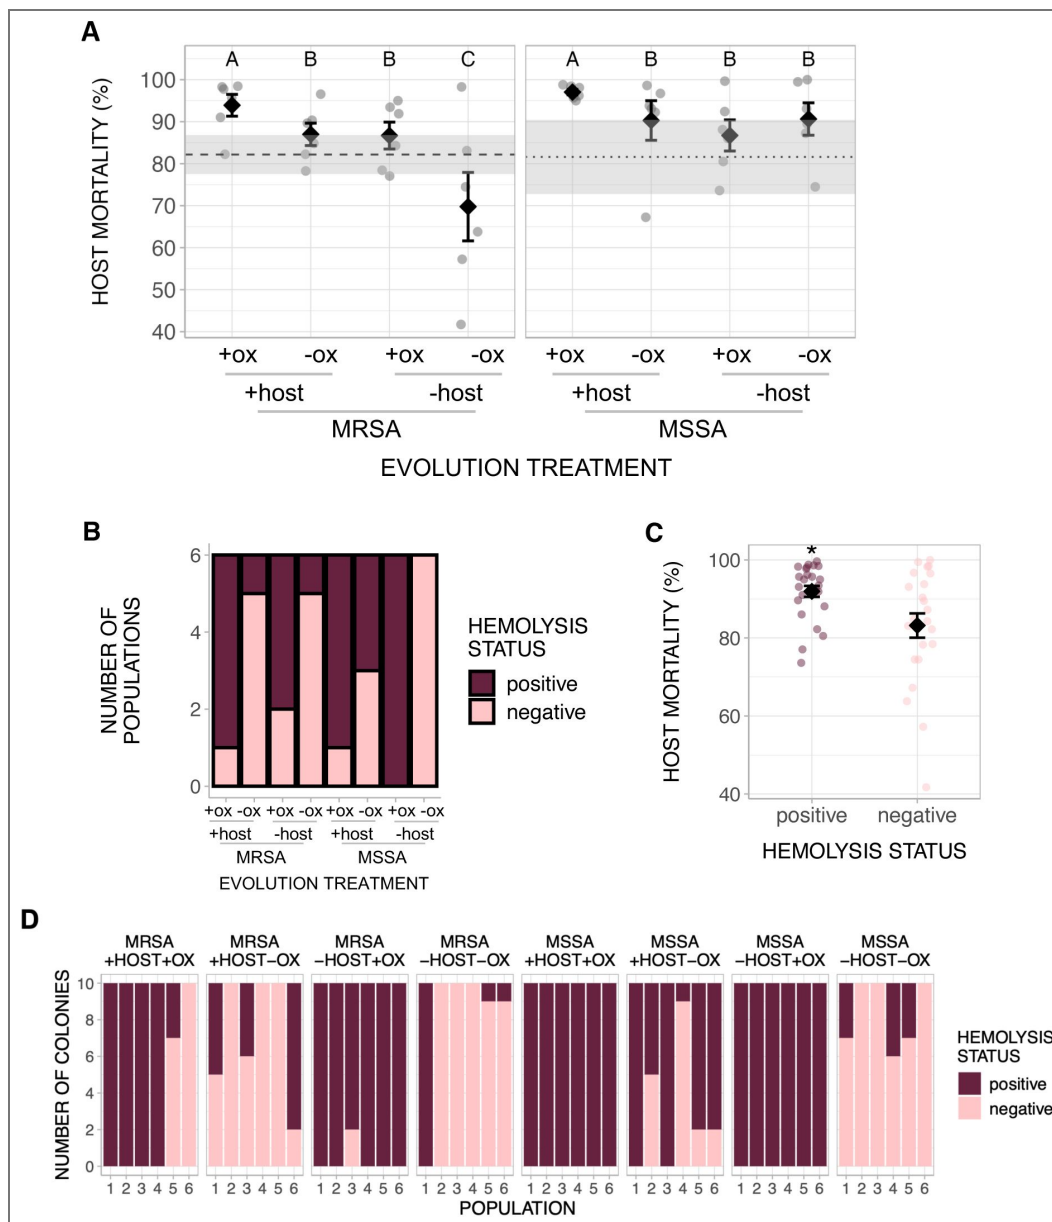 A
A B B C A B B B
HOST MORTALITY (%)
100
90
80
70
60
50
40
+ox -ox +ox -ox +ox -ox +ox -ox
+host -host +host -host
MRSA MSSA
EVOLUTION TREATMENT
B
NUMBER OF
POPULATIONS
6
4
2
0
+ox -ox +ox -ox +ox -ox +ox -ox
+host -host +host -host
MRSA MSSA
EVOLUTION TREATMENT
HEMOLYSIS
STATUS
positive
negative
C
*
HOST MORTALITY (%)
100
80
60
40
positive negative
HEMOLYSIS STATUS
D
MRSA MRSA MRSA MRSA MSSA MSSA MSSA MSSA
+HOST+OX +HOST−OX −HOST+OX −HOST−OX +HOST+OX +HOST−OX −HOST+OX −HOST−OX
NUMBER OF COLONIES
10
8
6
4
2
0
1 2 3 4 5 6 1 2 3 4 5 6 1 2 3 4 5 6 1 2 3 4 5 6 1 2 3 4 5 6 1 2 3 4 5 6 1 2 3 4 5 6 1 2 3 4 5 6
POPULATION
HEMOLYSIS
STATUS
positive
negative